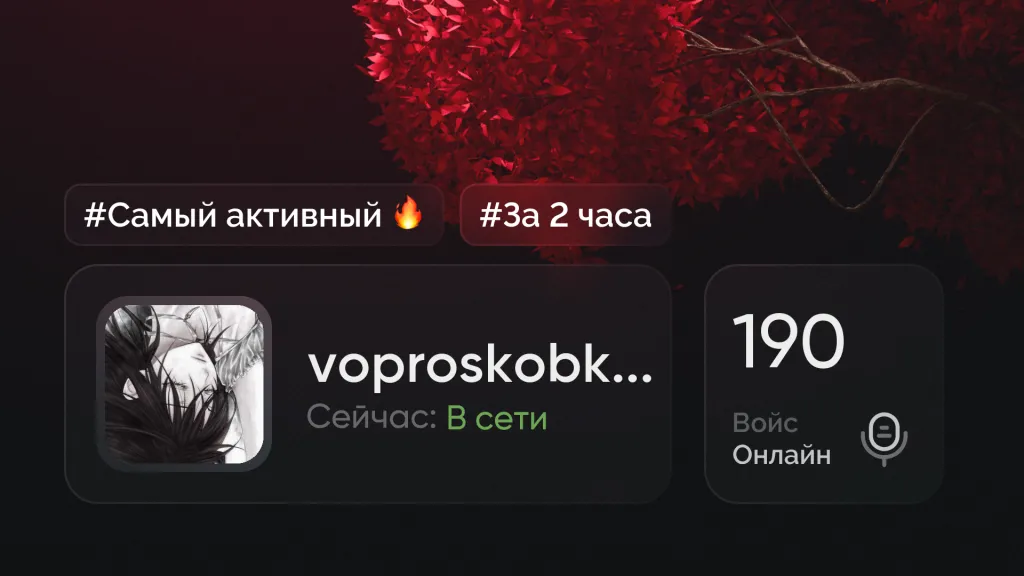 #Самый активный 🔥 #За 2 часа
voproskobk...
Сейчас: В сети
190
Войс
Онлайн